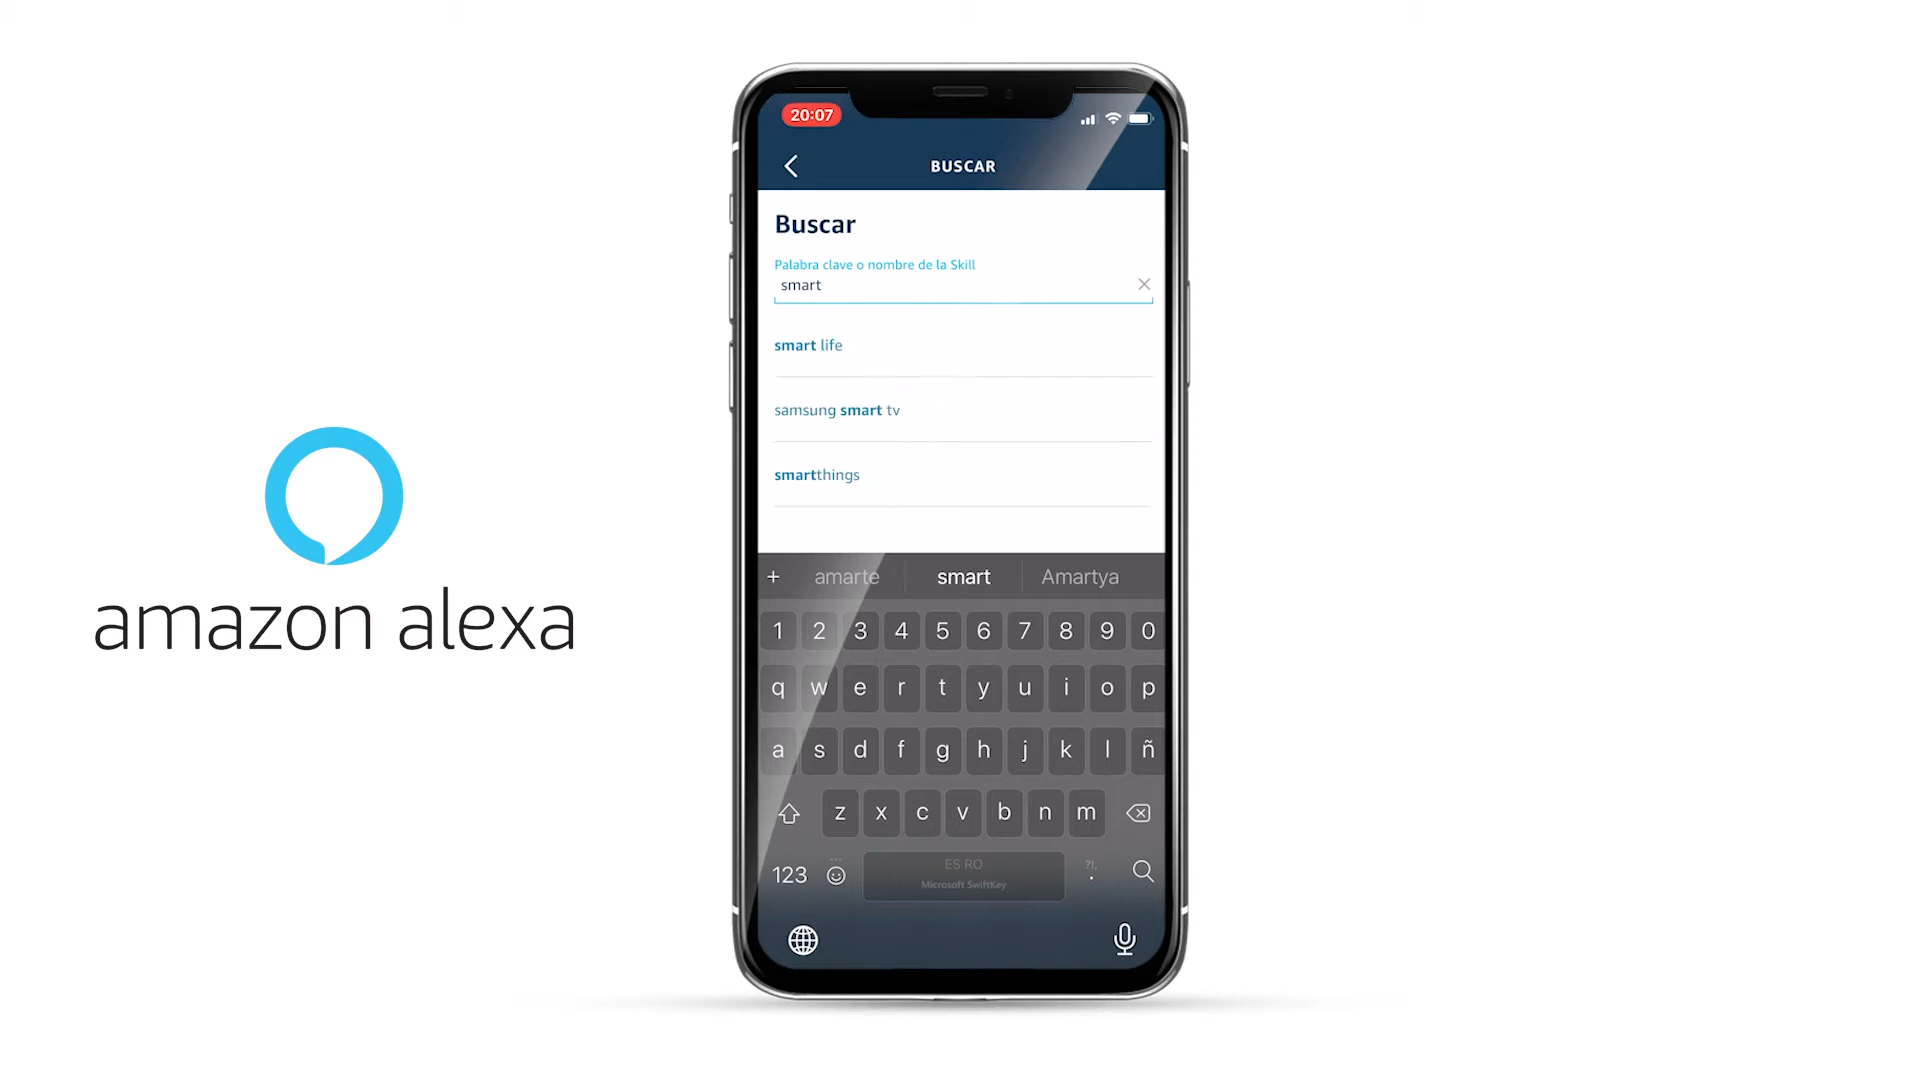 20:07
BUSCAR
Buscar
Palabra clave o nombre de la Skill
smart
smart life
samsung smart tv
smartthings
amazon alexa
+ amarte smart Amartya
1 2 3 4 5 6 7 8 9 0
q w e r t y u i o p
a s d f g h j k l ñ
z x c v b n m
123 ES RO ?!, .
Microsoft SwiftKey